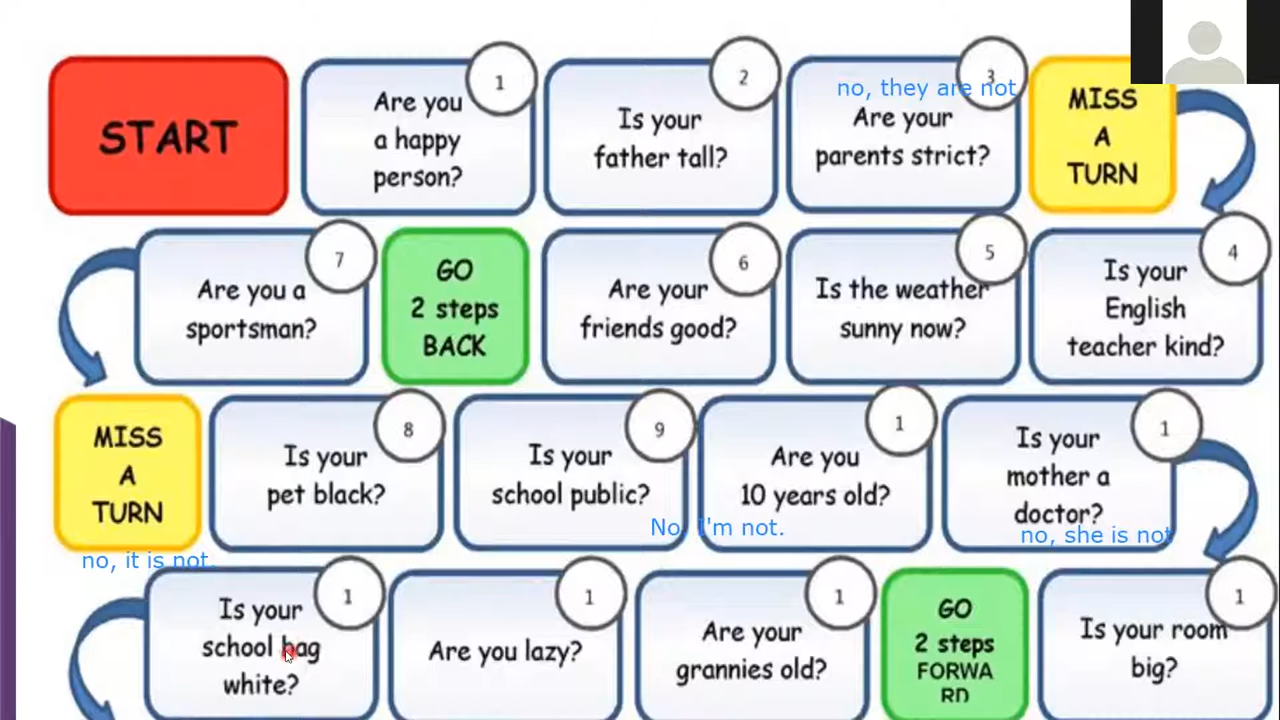 START
1
Are you
a happy
person?
2
Is your
father tall?
3
no, they are not
Are your
parents strict?
MISS
A
TURN
7
Are you a
sportsman?
GO
2 steps
BACK
6
Are your
friends good?
5
Is the weather
sunny now?
4
Is your
English
teacher kind?
MISS
A
TURN
8
Is your
pet black?
9
Is your
school public?
1
Are you
10 years old?
No, I'm not.
1
Is your
mother a
doctor?
no, she is not
no, it is not.
1
Is your
school bag
white?
1
Are you lazy?
1
Are your
grannies old?
GO
2 steps
FORWA
RD
1
Is your room
big?